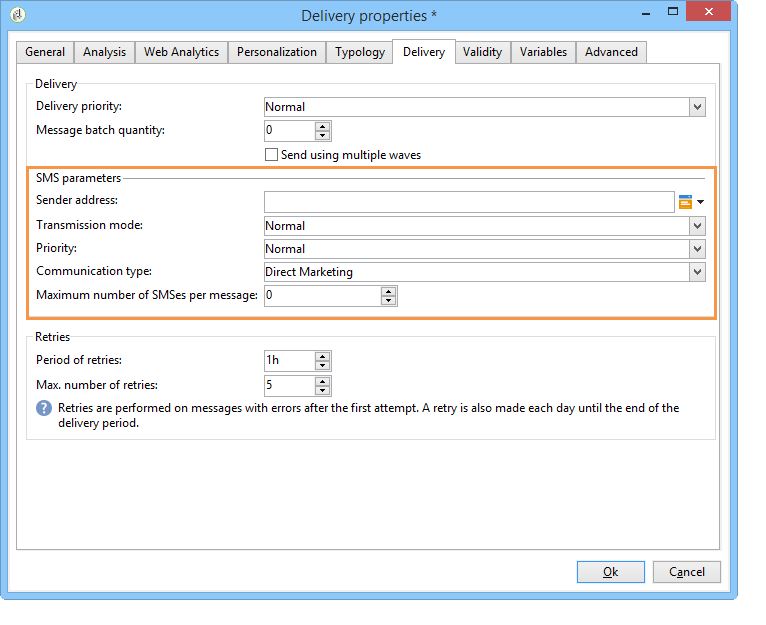 Delivery properties *
General Analysis Web Analytics Personalization Typology Delivery Validity Variables Advanced
Delivery
Delivery priority: Normal
Message batch quantity: 0
Send using multiple waves
SMS parameters
Sender address:
Transmission mode: Normal
Priority: Normal
Communication type: Direct Marketing
Maximum number of SMSes per message: 0
Retries
Period of retries: 1h
Max. number of retries: 5
? Retries are performed on messages with errors after the first attempt. A retry is also made each day until the end of the
delivery period.
Ok Cancel